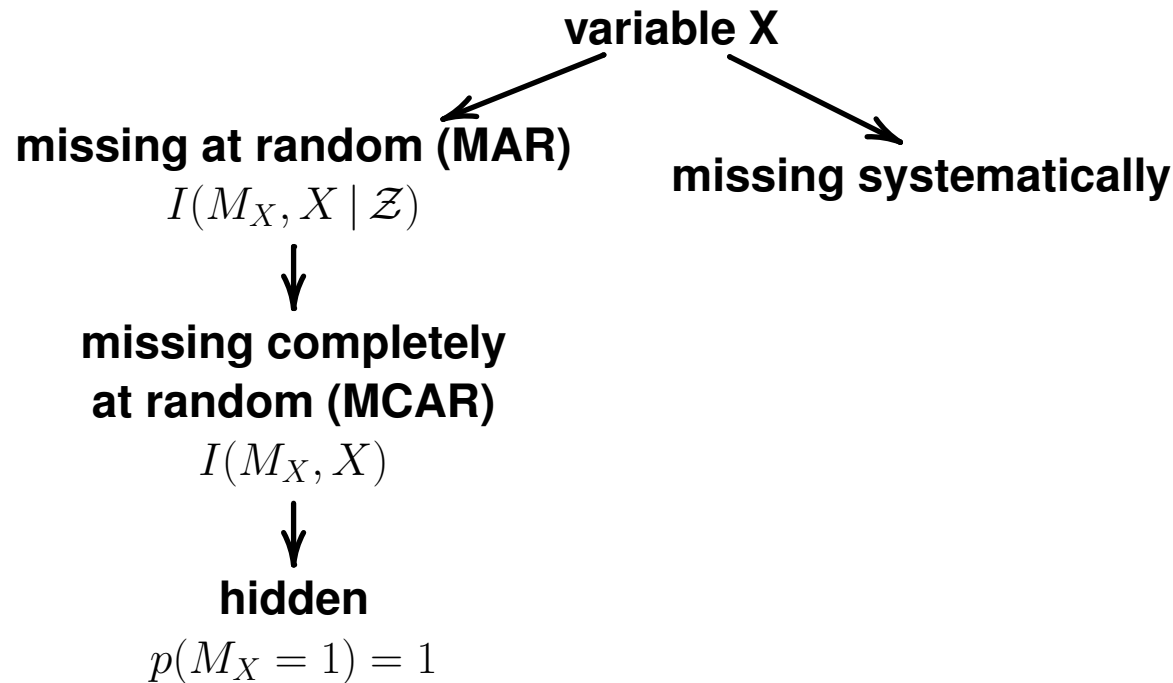 variable X
missing at random (MAR)
I(M_X, X | 𝒵)
missing systematically
missing completely
at random (MCAR)
I(M_X, X)
hidden
p(M_X = 1) = 1